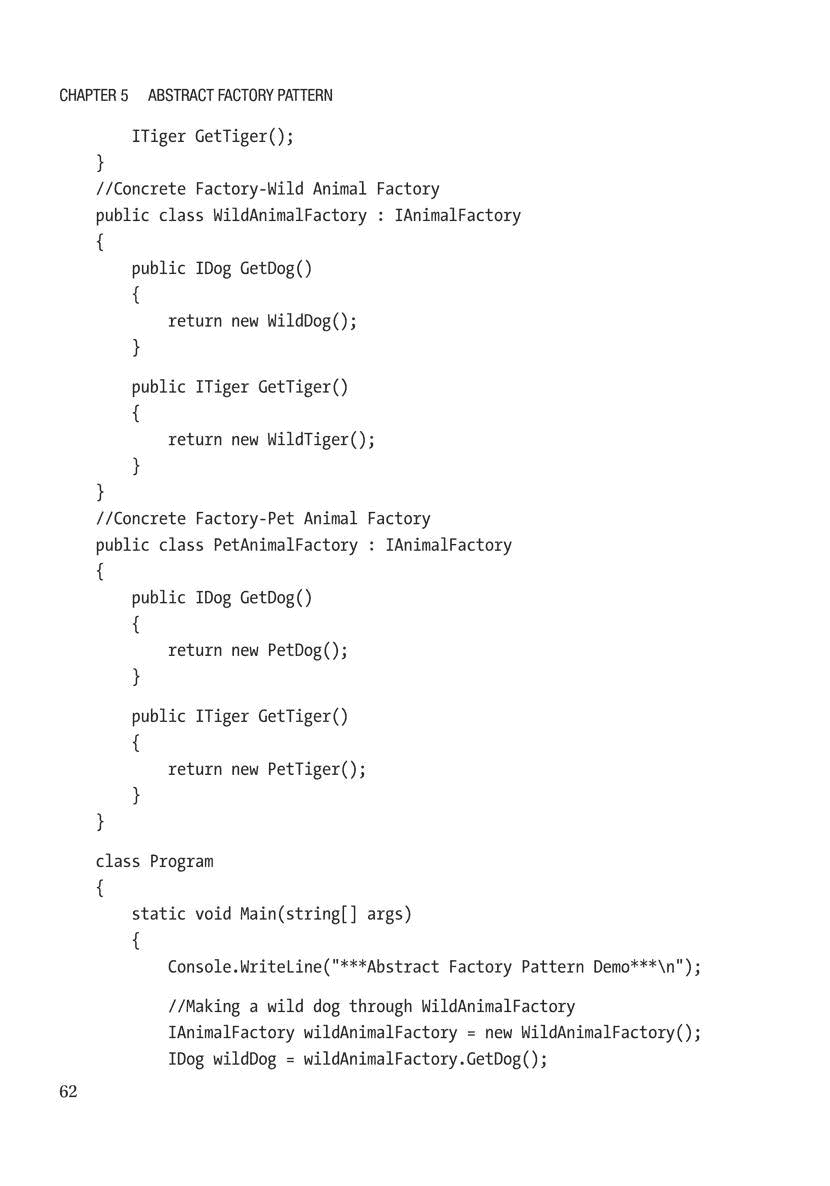 CHAPTER 5 ABSTRACT FACTORY PATTERN
        ITiger GetTiger();
    }
    //Concrete Factory-Wild Animal Factory
    public class WildAnimalFactory : IAnimalFactory
    {
        public IDog GetDog()
        {
            return new WildDog();
        }
        public ITiger GetTiger()
        {
            return new WildTiger();
        }
    }
    //Concrete Factory-Pet Animal Factory
    public class PetAnimalFactory : IAnimalFactory
    {
        public IDog GetDog()
        {
            return new PetDog();
        }
        public ITiger GetTiger()
        {
            return new PetTiger();
        }
    }
    class Program
    {
        static void Main(string[] args)
        {
            Console.WriteLine("***Abstract Factory Pattern Demo***\n");
            //Making a wild dog through WildAnimalFactory
            IAnimalFactory wildAnimalFactory = new WildAnimalFactory();
            IDog wildDog = wildAnimalFactory.GetDog();
62